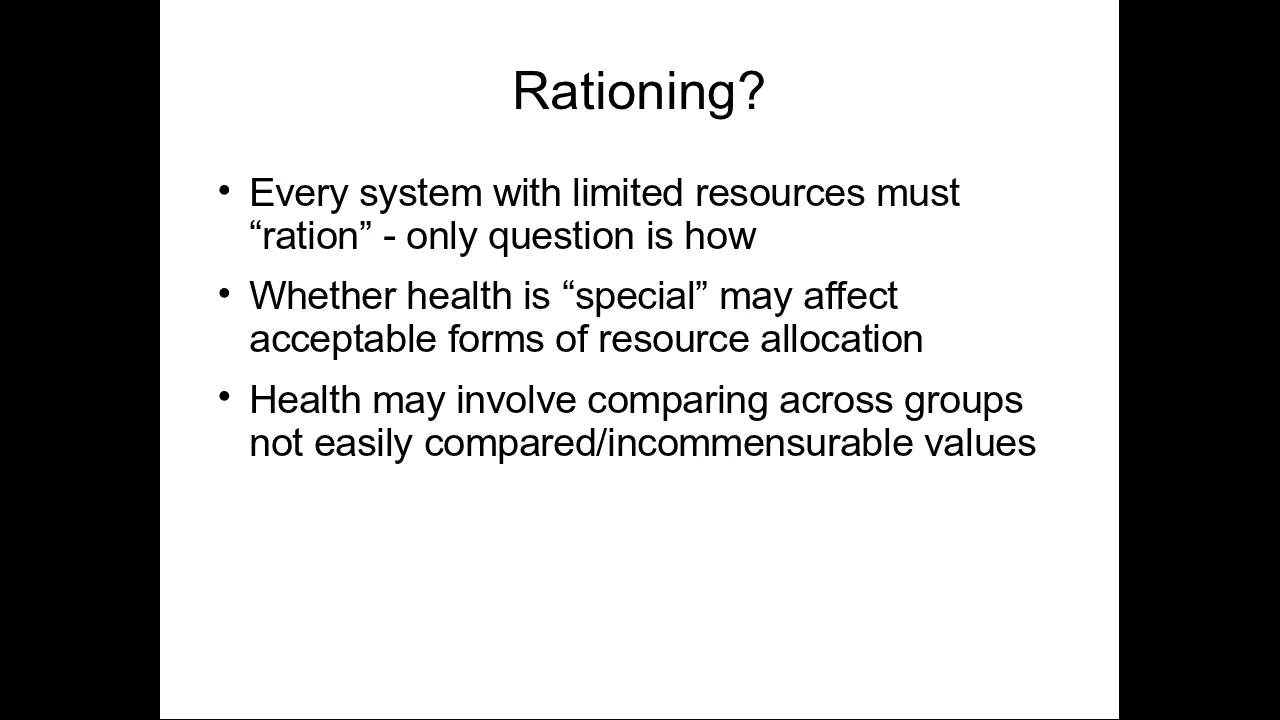 Rationing?
• Every system with limited resources must
“ration” - only question is how
• Whether health is “special” may affect
acceptable forms of resource allocation
• Health may involve comparing across groups
not easily compared/incommensurable values